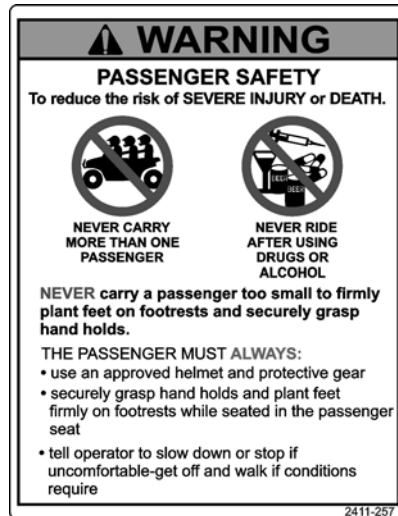 WARNING
PASSENGER SAFETY
To reduce the risk of SEVERE INJURY or DEATH.
BEER
BEER
NEVER CARRY
MORE THAN ONE
PASSENGER
NEVER RIDE
AFTER USING
DRUGS OR
ALCOHOL
NEVER carry a passenger too small to firmly
plant feet on footrests and securely grasp
hand holds.
THE PASSENGER MUST ALWAYS:
• use an approved helmet and protective gear
• securely grasp hand holds and plant feet
firmly on footrests while seated in the passenger
seat
• tell operator to slow down or stop if
uncomfortable-get off and walk if conditions
require
2411-257